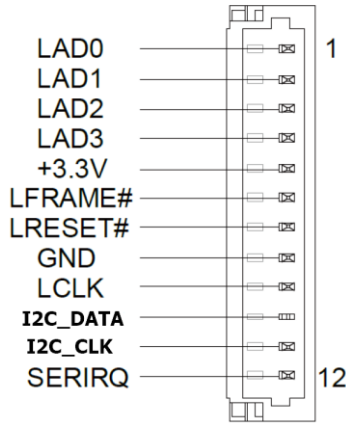 LAD0 1
LAD1
LAD2
LAD3
+3.3V
LFRAME#
LRESET#
GND
LCLK
I2C_DATA
I2C_CLK
SERIRQ 12